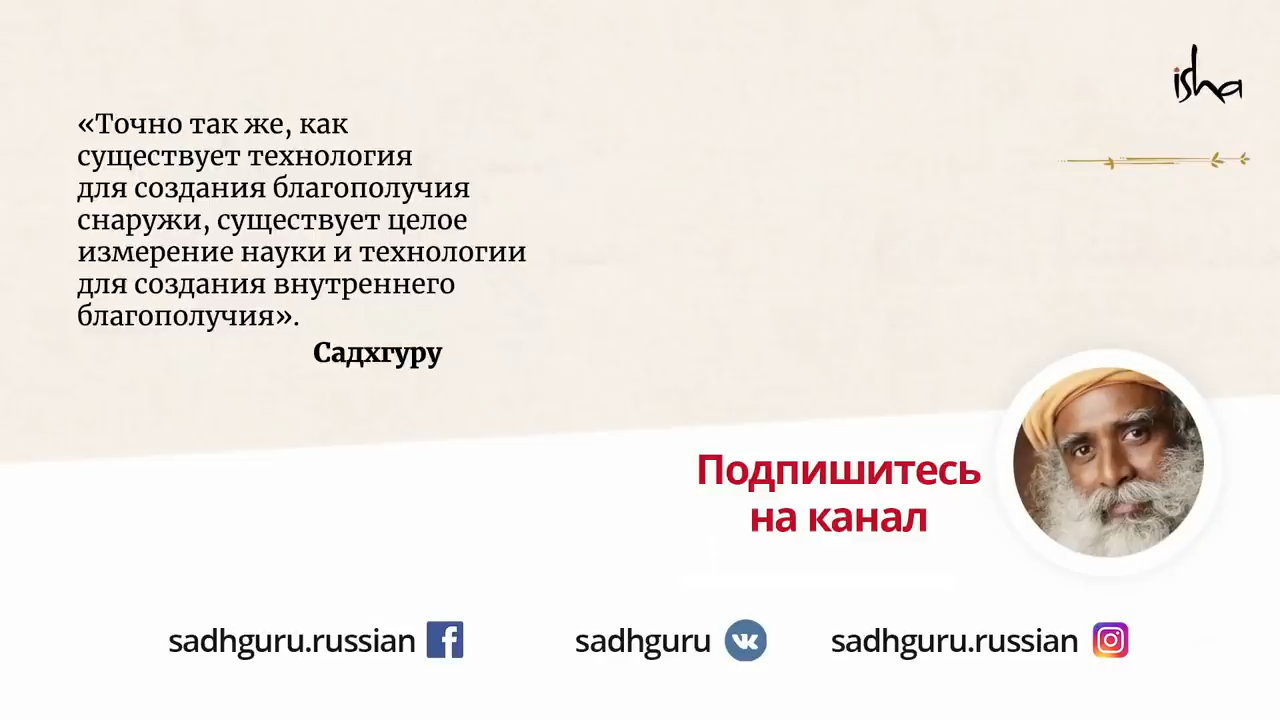 isha
«Точно так же, как
существует технология
для создания благополучия
снаружи, существует целое
измерение науки и технологии
для создания внутреннего
благополучия».
Садхгуру
Подпишитесь
на канал
sadhguru.russian
sadhguru
sadhguru.russian